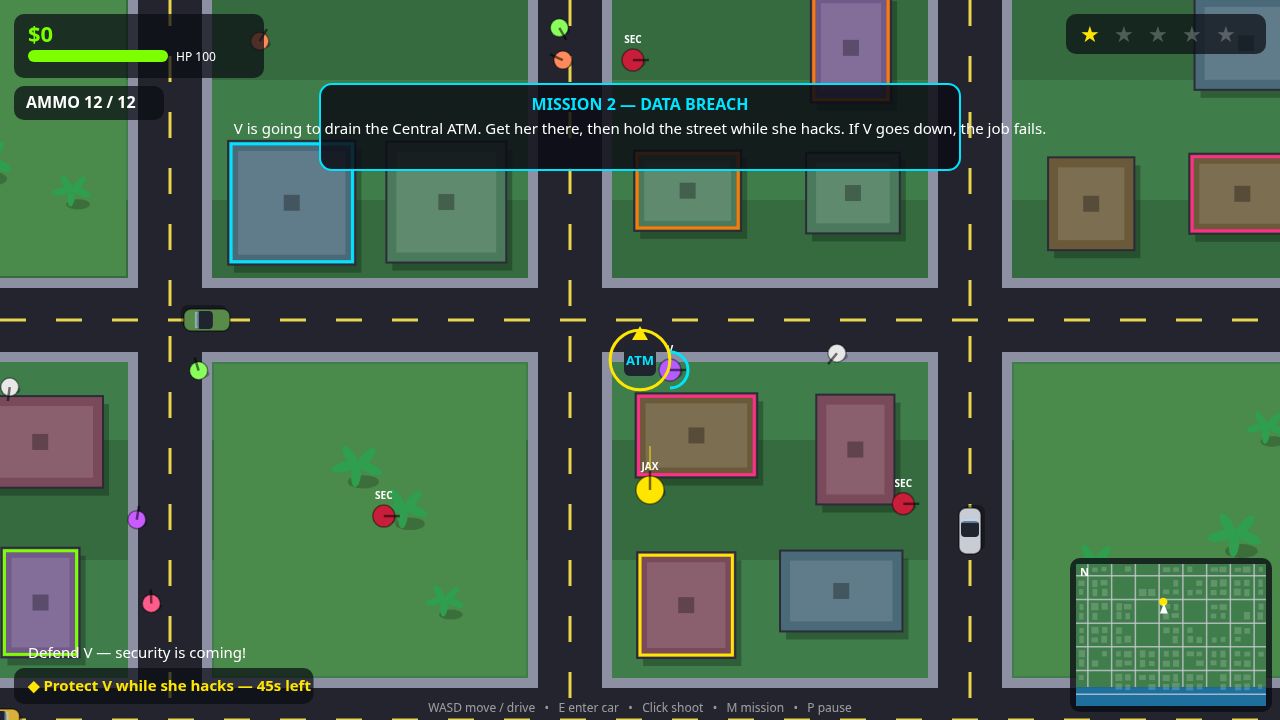 $0
HP 100
AMMO 12 / 12
SEC
MISSION 2 — DATA BREACH
V is going to drain the Central ATM. Get her there, then hold the street while she hacks. If V goes down, the job fails.
V
ATM
JAX
SEC
SEC
N
Defend V — security is coming!
◆ Protect V while she hacks — 45s left
WASD move / drive • E enter car • Click shoot • M mission • P pause